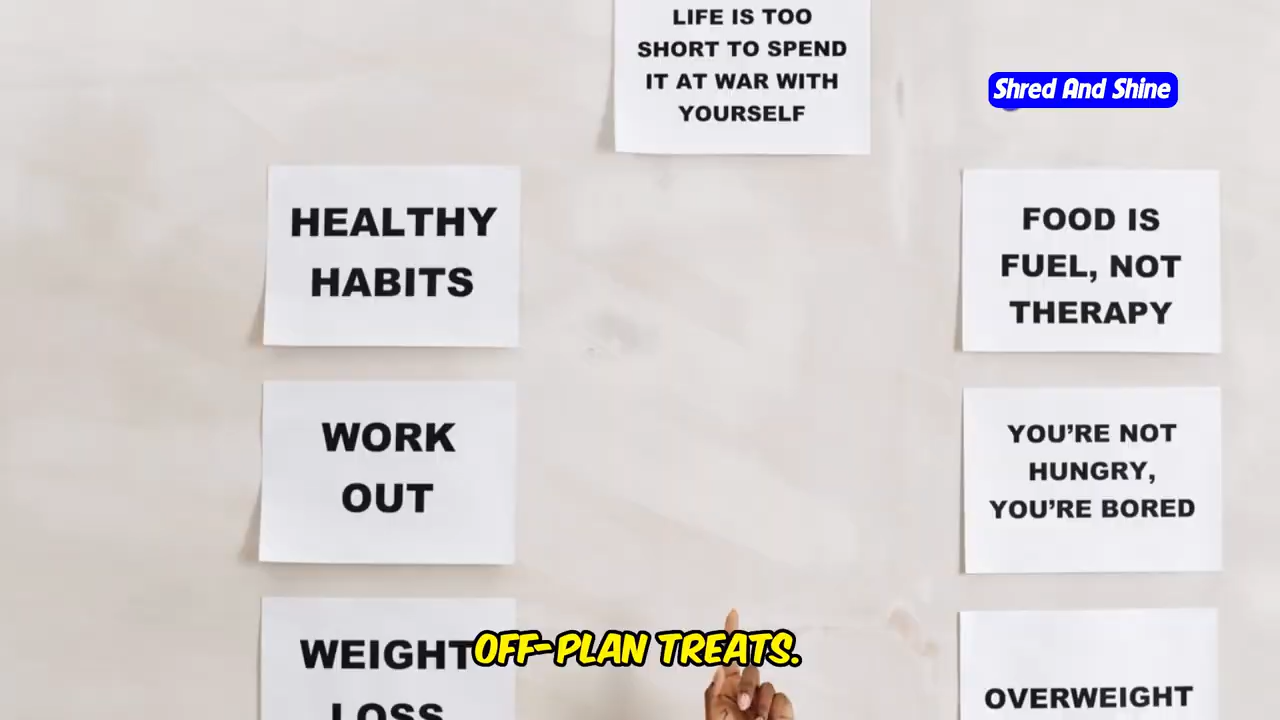 LIFE IS TOO
SHORT TO SPEND
IT AT WAR WITH
YOURSELF
Shred And Shine
HEALTHY
HABITS
FOOD IS
FUEL, NOT
THERAPY
WORK
OUT
YOU’RE NOT
HUNGRY,
YOU’RE BORED
WEIGHT
LOSS
OFF-PLAN TREATS.
OVERWEIGHT